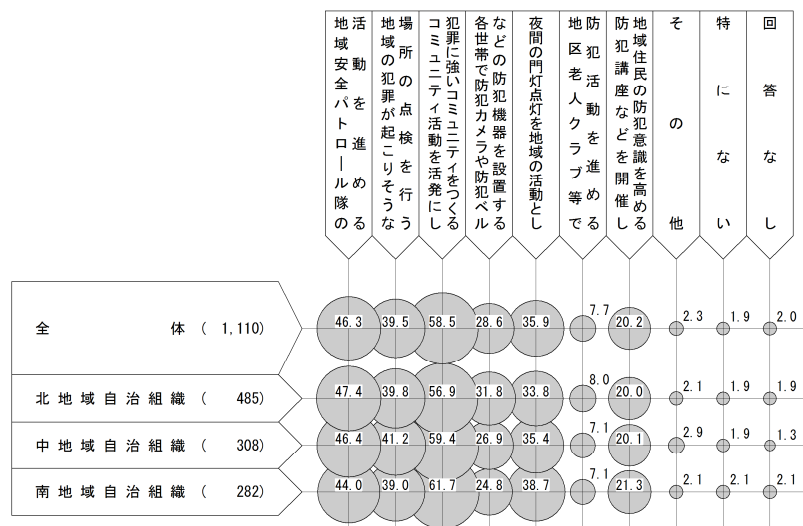 地域安全パトロール隊の
活動を進める
地域の犯罪が起こりそうな
場所の点検を行う
コミュニティ活動を活発にし
犯罪に強いコミュニティをつくる
各世帯で防犯カメラや防犯ベル
などの防犯機器を設置する
夜間の門灯点灯を地域の活動とし
地区老人クラブ等で
防犯活動を進める
防犯講座などを開催し
地域住民の防犯意識を高める
その他
特にない
回答なし
全体 ( 1,110) 46.3 39.5 58.5 28.6 35.9 7.7 20.2 2.3 1.9 2.0
北地域自治組織 ( 485) 47.4 39.8 56.9 31.8 33.8 8.0 20.0 2.1 1.9 1.9
中地域自治組織 ( 308) 46.4 41.2 59.4 26.9 35.4 7.1 20.1 2.9 1.9 1.3
南地域自治組織 ( 282) 44.0 39.0 61.7 24.8 38.7 7.1 21.3 2.1 2.1 2.1